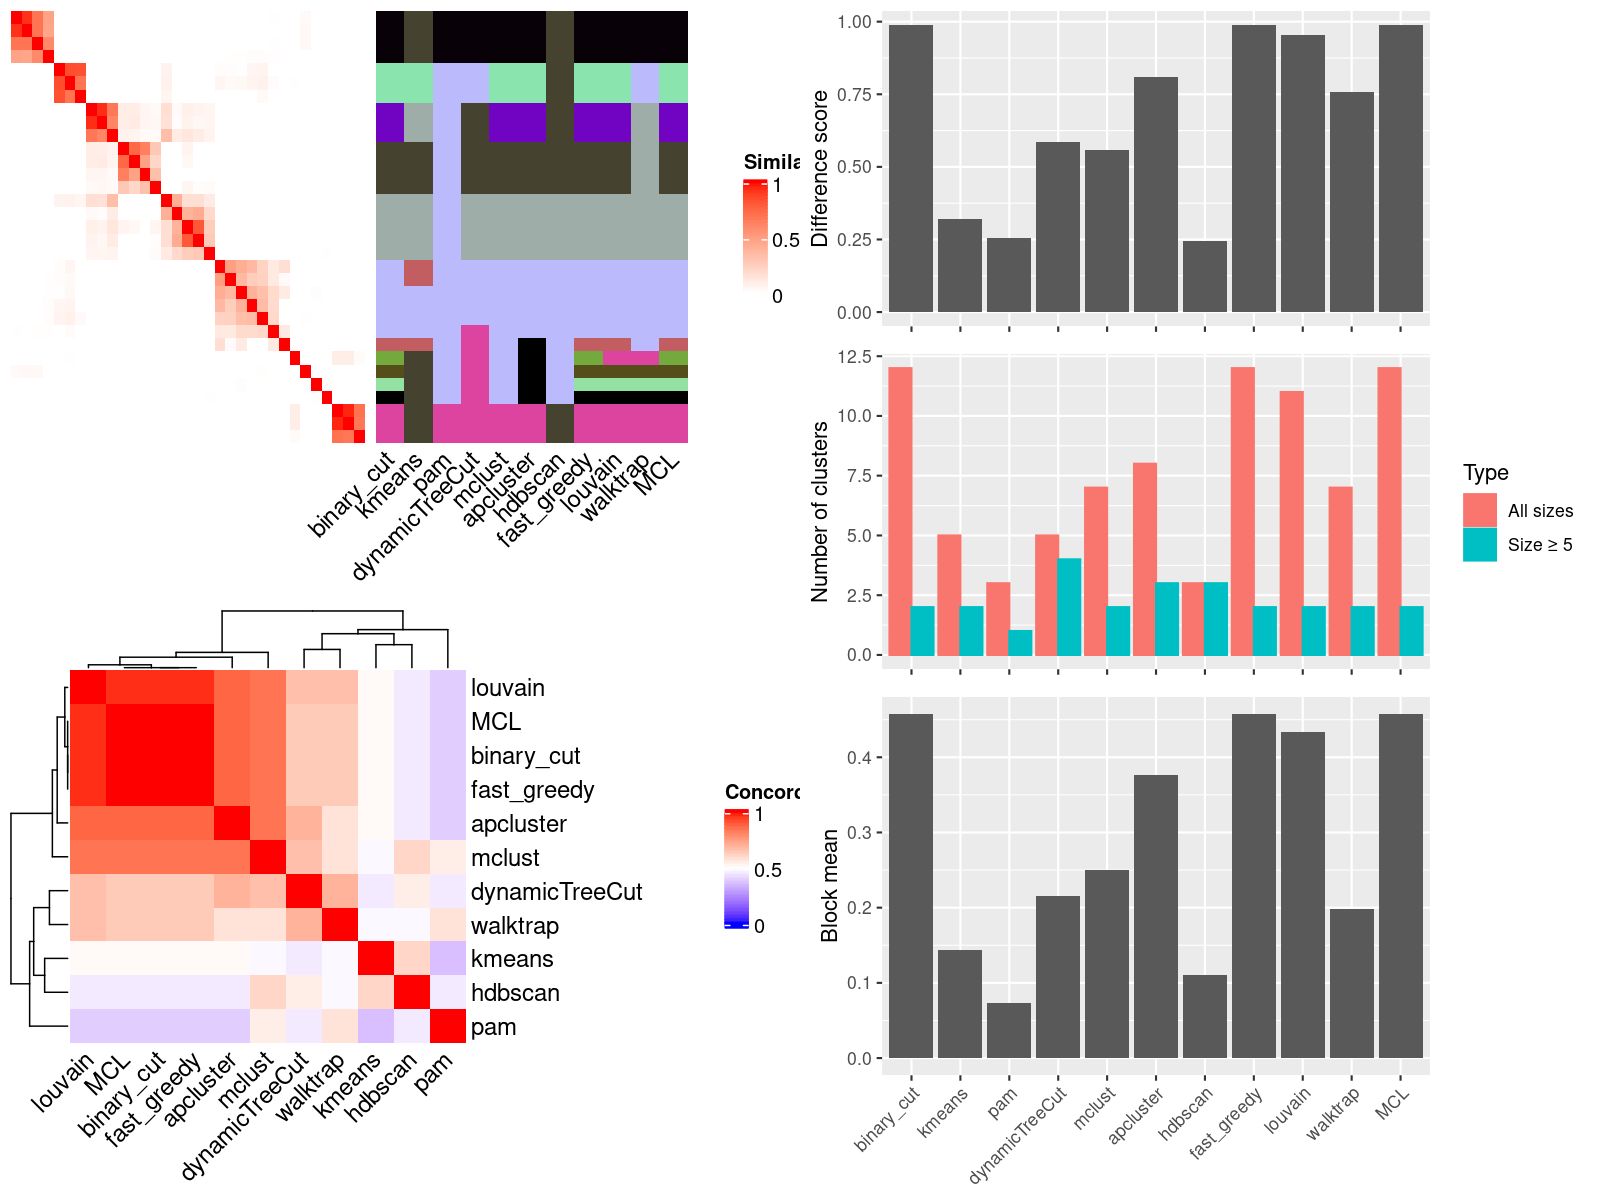 Simila
1
0.5
0
binary_cut
kmeans
pam
dynamicTreeCut
mclust
apcluster
hdbscan
fast_greedy
louvain
walktrap
MCL
louvain
MCL
binary_cut
fast_greedy
apcluster
mclust
dynamicTreeCut
walktrap
kmeans
hdbscan
pam
Concord
1
0.5
0
louvain
MCL
binary_cut
fast_greedy
apcluster
mclust
dynamicTreeCut
walktrap
kmeans
hdbscan
pam
Difference score
1.00
0.75
0.50
0.25
0.00
Number of clusters
12.5
10.0
7.5
5.0
2.5
0.0
Type
All sizes
Size ≥ 5
Block mean
0.4
0.3
0.2
0.1
0.0
binary_cut
kmeans
pam
dynamicTreeCut
mclust
apcluster
hdbscan
fast_greedy
louvain
walktrap
MCL